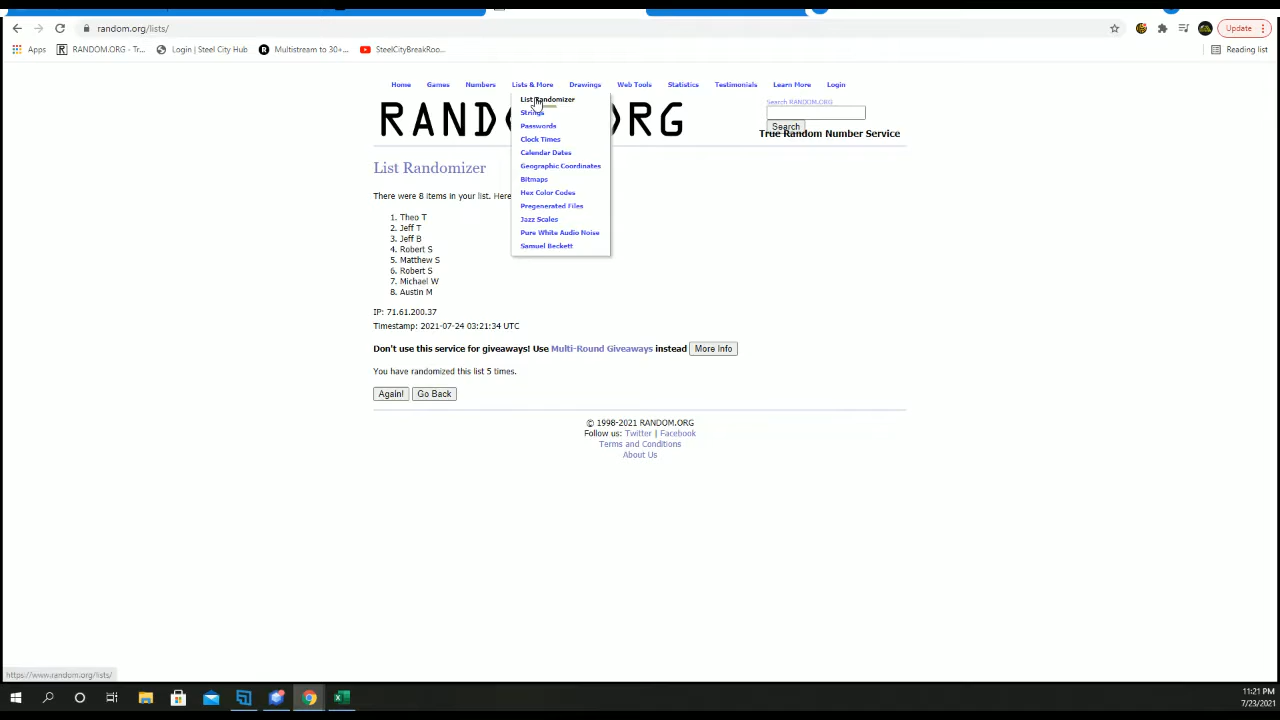 random.org/lists/
Update
Apps
RANDOM.ORG - Tr...
Login | Steel City Hub
Multistream to 30+...
SteelCityBreakRoo...
Reading list
Home
Games
Numbers
Lists & More
Drawings
Web Tools
Statistics
Testimonials
Learn More
Login
List Randomizer
Strings
Passwords
Clock Times
Calendar Dates
Geographic Coordinates
Bitmaps
Hex Color Codes
Pregenerated Files
Jazz Scales
Pure White Audio Noise
Samuel Beckett
Search RANDOM.ORG
Search
True Random Number Service
List Randomizer
There were 8 items in your list. Here
1. Theo T
2. Jeff T
3. Jeff B
4. Robert S
5. Matthew S
6. Robert S
7. Michael W
8. Austin M
IP: 71.61.200.37
Timestamp: 2021-07-24 03:21:34 UTC
Don't use this service for giveaways! Use Multi-Round Giveaways instead More Info
You have randomized this list 5 times.
Again! Go Back
© 1998-2021 RANDOM.ORG
Follow us: Twitter | Facebook
Terms and Conditions
About Us
https://www.random.org/lists/
11:21 PM
7/23/2021